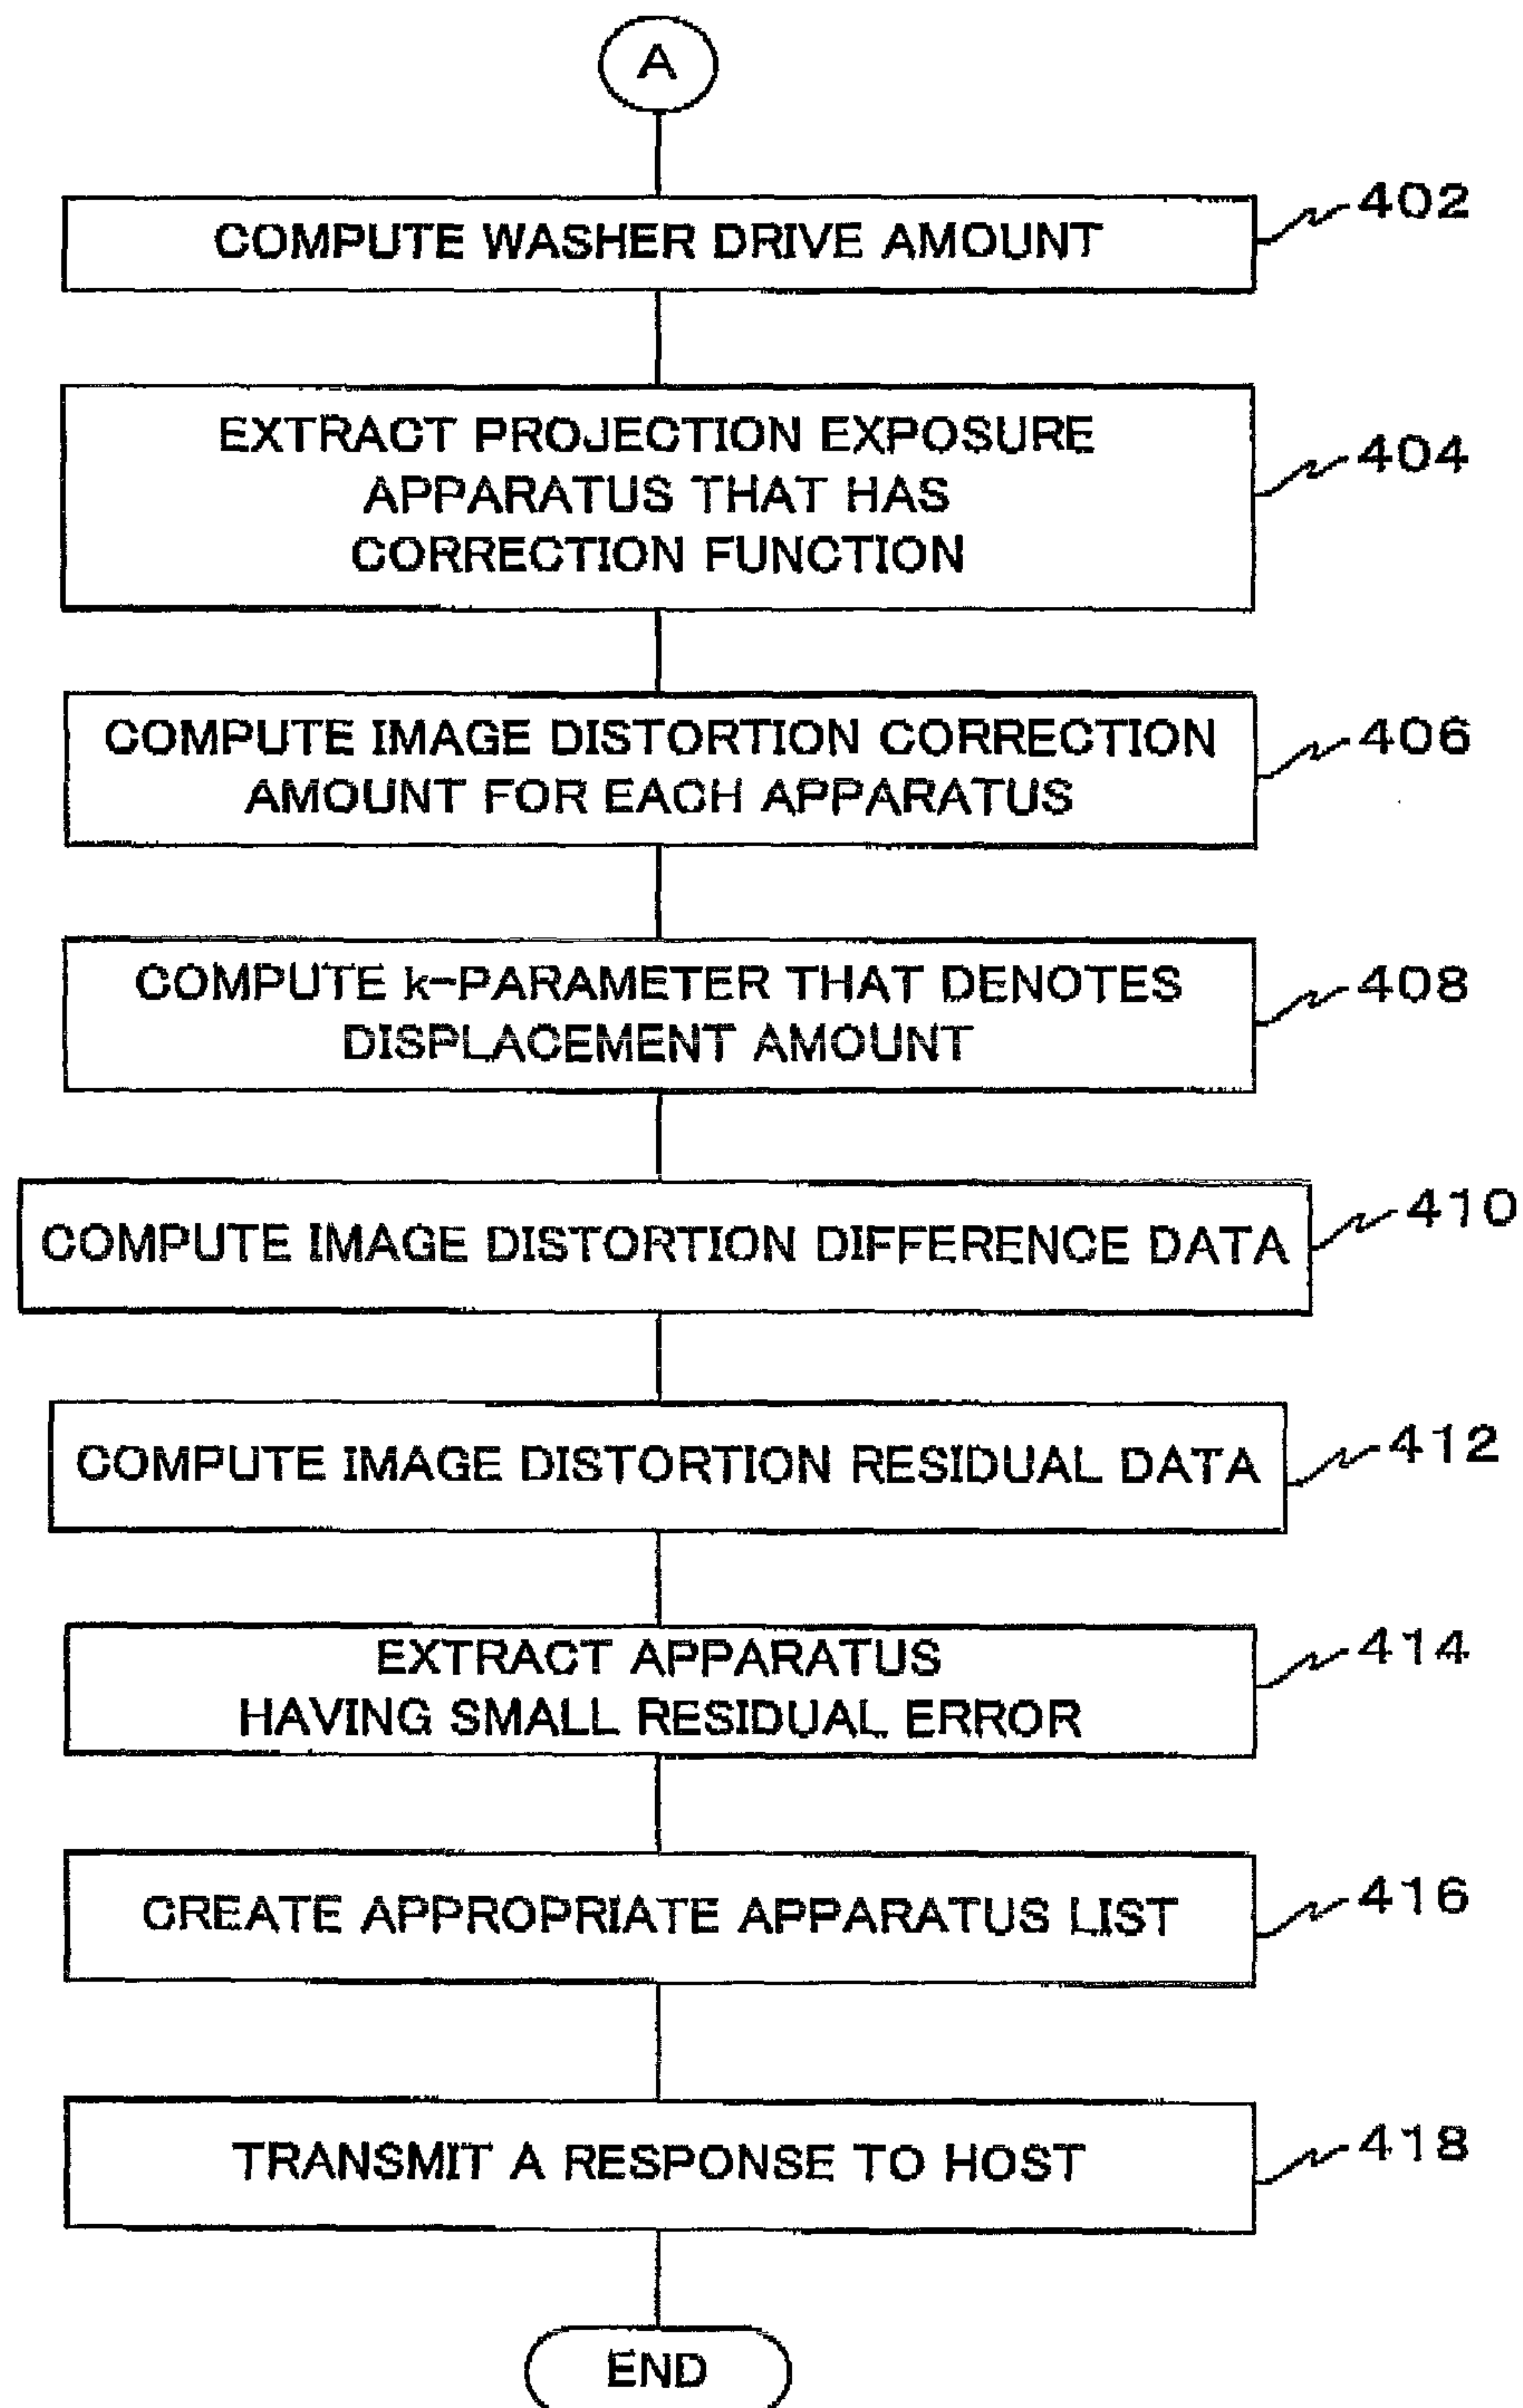 A
COMPUTE WASHER DRIVE AMOUNT
402
EXTRACT PROJECTION EXPOSURE
APPARATUS THAT HAS
CORRECTION FUNCTION
404
COMPUTE IMAGE DISTORTION CORRECTION
AMOUNT FOR EACH APPARATUS
406
COMPUTE k-PARAMETER THAT DENOTES
DISPLACEMENT AMOUNT
408
COMPUTE IMAGE DISTORTION DIFFERENCE DATA
410
COMPUTE IMAGE DISTORTION RESIDUAL DATA
412
EXTRACT APPARATUS
HAVING SMALL RESIDUAL ERROR
414
CREATE APPROPRIATE APPARATUS LIST
416
TRANSMIT A RESPONSE TO HOST
418
END